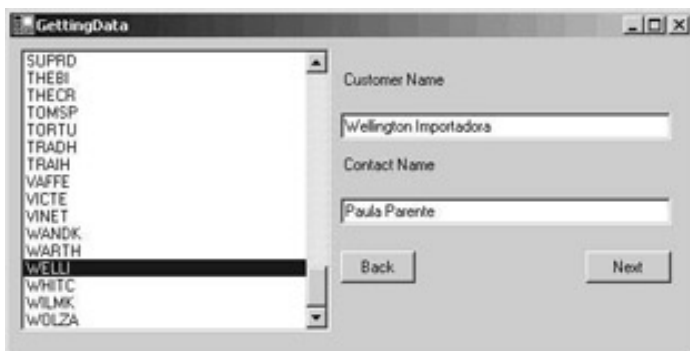 GettingData
SUPRD
THEBI
THECR
TOMSP
TORTU
TRADH
TRAIH
VAFFE
VICTE
VINET
WANDK
WARTH
WELLI
WHITC
WILMK
WOLZA
Customer Name
Wellington Importadora
Contact Name
Paula Parente
Back
Next